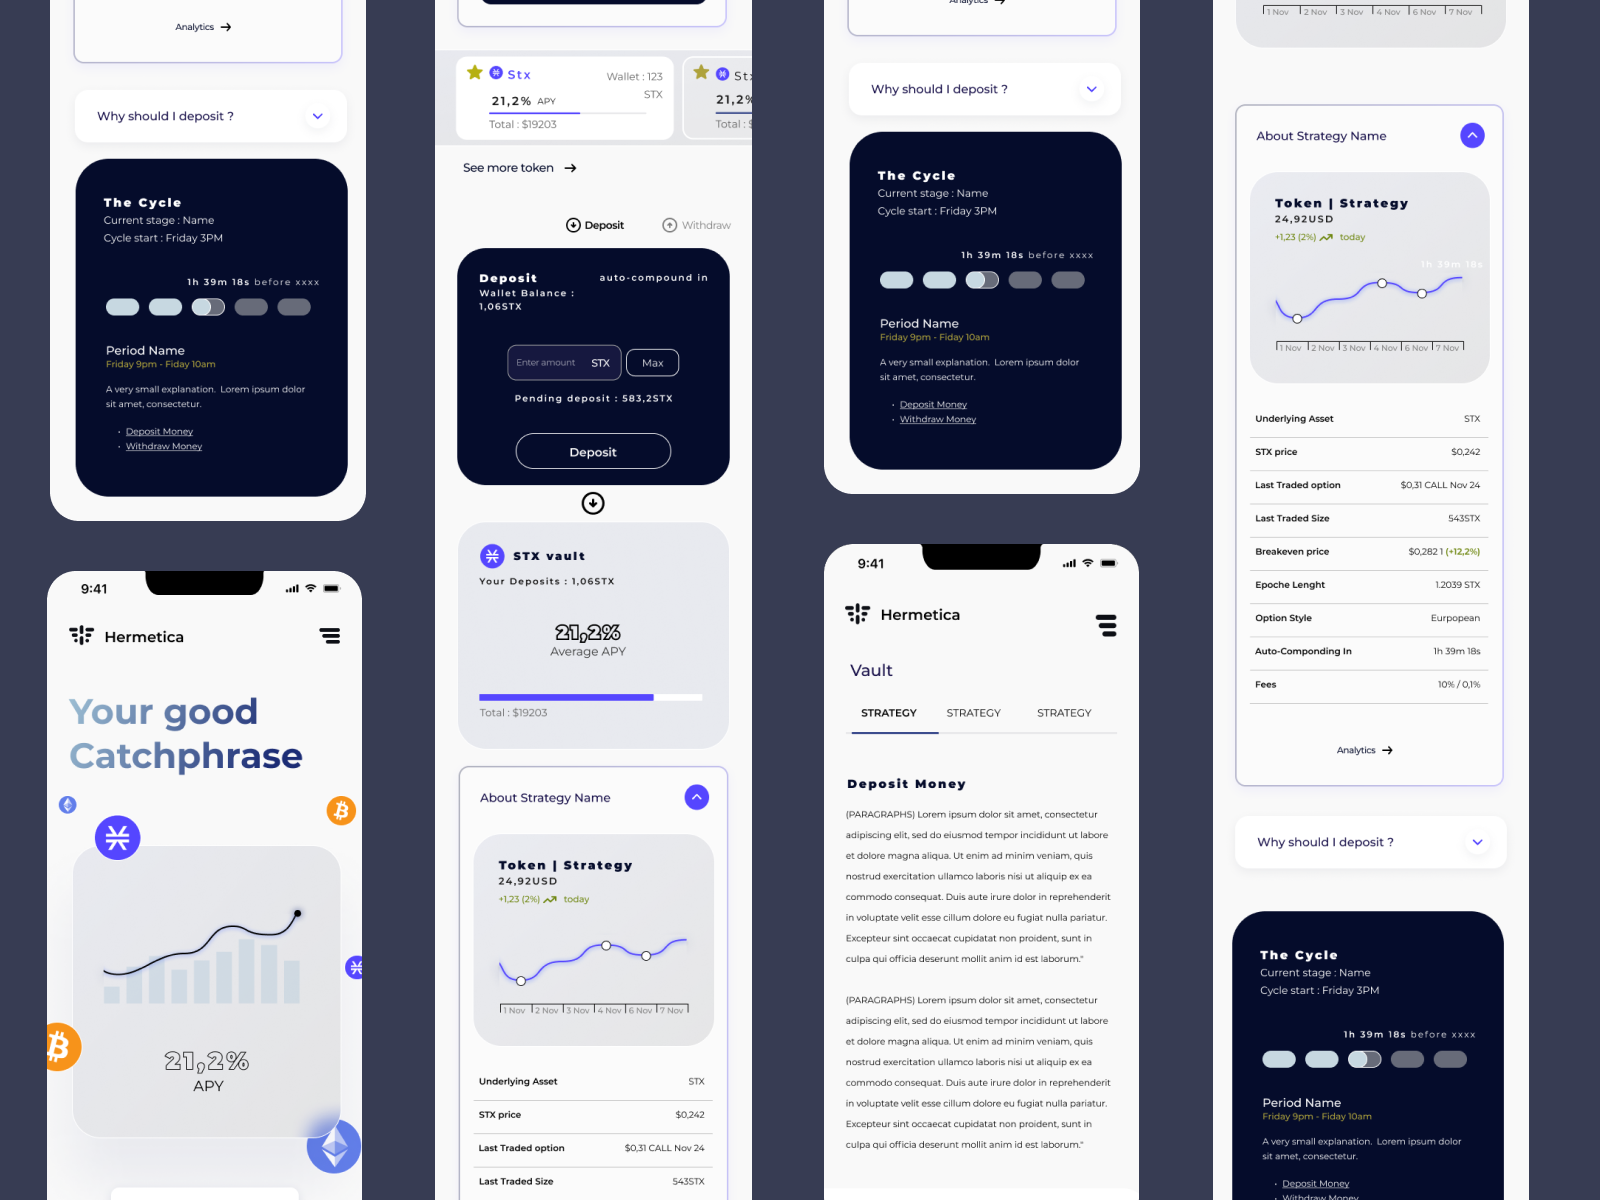 Analytics
Why should I deposit ?
The Cycle
Current stage : Name
Cycle start : Friday 3PM
1h 39m 18s before xxxx
Period Name
Friday 9pm - Fiday 10am
A very small explanation. Lorem ipsum dolor
sit amet, consectetur.
Deposit Money
Withdraw Money
9:41
Hermetica
Your good
Catchphrase
21,2%
APY
Stx
Wallet : 123
STX
21,2% APY
Total : $19203
Stx
21,2%
Total : $
See more token
Deposit
Withdraw
Deposit
auto-compound in
Wallet Balance :
1,06STX
Enter amount STX
Max
Pending deposit : 583,2STX
Deposit
STX vault
Your Deposits : 1,06STX
21,2%
Average APY
Total : $19203
About Strategy Name
Token | Strategy
24,92USD
+1,23 (2%) today
1 Nov 2 Nov 3 Nov 4 Nov 6 Nov 7 Nov
Underlying Asset STX
STX price $0,242
Last Traded option $0,31 CALL Nov 24
Last Traded Size 543STX
Analytics
Why should I deposit ?
The Cycle
Current stage : Name
Cycle start : Friday 3PM
1h 39m 18s before xxxx
Period Name
Friday 9pm - Fiday 10am
A very small explanation. Lorem ipsum dolor
sit amet, consectetur.
Deposit Money
Withdraw Money
9:41
Hermetica
Vault
STRATEGY STRATEGY STRATEGY
Deposit Money
(PARAGRAPHS) Lorem ipsum dolor sit amet, consectetur
adipiscing elit, sed do eiusmod tempor incididunt ut labore
et dolore magna aliqua. Ut enim ad minim veniam, quis
nostrud exercitation ullamco laboris nisi ut aliquip ex ea
commodo consequat. Duis aute irure dolor in reprehenderit
in voluptate velit esse cillum dolore eu fugiat nulla pariatur.
Excepteur sint occaecat cupidatat non proident, sunt in
culpa qui officia deserunt mollit anim id est laborum."
(PARAGRAPHS) Lorem ipsum dolor sit amet, consectetur
adipiscing elit, sed do eiusmod tempor incididunt ut labore
et dolore magna aliqua. Ut enim ad minim veniam, quis
nostrud exercitation ullamco laboris nisi ut aliquip ex ea
commodo consequat. Duis aute irure dolor in reprehenderit
in voluptate velit esse cillum dolore eu fugiat nulla pariatur.
Excepteur sint occaecat cupidatat non proident, sunt in
culpa qui officia deserunt mollit anim id est laborum."
1 Nov 2 Nov 3 Nov 4 Nov 6 Nov 7 Nov
About Strategy Name
Token | Strategy
24,92USD
+1,23 (2%) today
1h 39m 18s
1 Nov 2 Nov 3 Nov 4 Nov 6 Nov 7 Nov
Underlying Asset STX
STX price $0,242
Last Traded option $0,31 CALL Nov 24
Last Traded Size 543STX
Breakeven price $0,282 1 (+12,2%)
Epoche Lenght 1.2039 STX
Option Style Eurpopean
Auto-Componding In 1h 39m 18s
Fees 10% / 0,1%
Analytics
Why should I deposit ?
The Cycle
Current stage : Name
Cycle start : Friday 3PM
1h 39m 18s before xxxx
Period Name
Friday 9pm - Fiday 10am
A very small explanation. Lorem ipsum dolor
sit amet, consectetur.
Deposit Money
Withdraw Money